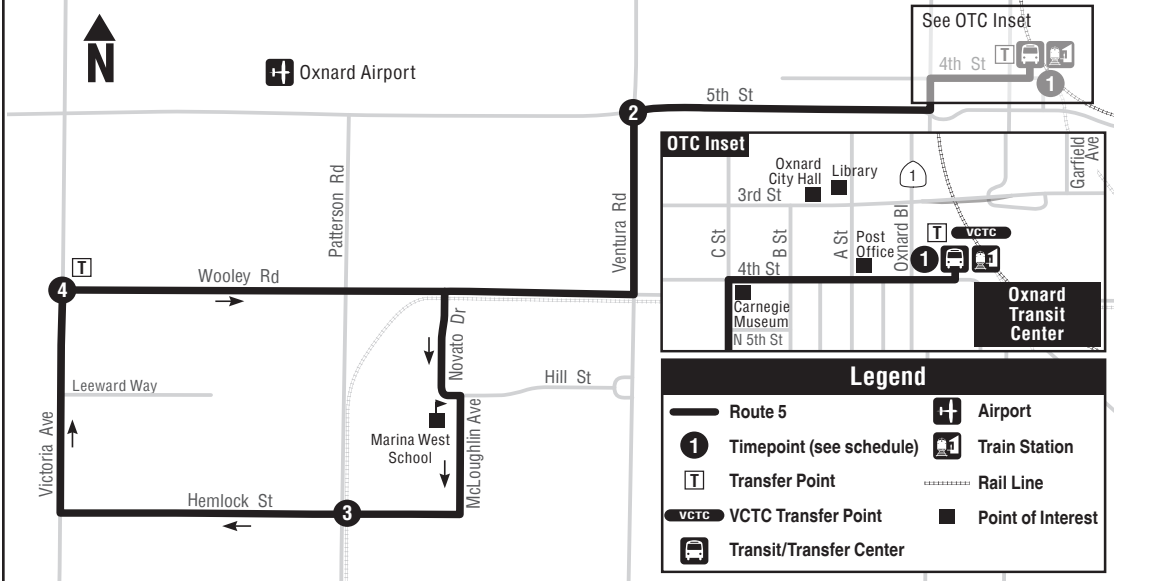 N
Oxnard Airport
See OTC Inset
4th St
T
1
5th St
2
OTC Inset
Oxnard
City Hall
Library
1
Garfield
Ave
3rd St
C St
B St
A St
Oxnard Bl
Post
Office
T
VCTC
1
4th St
Carnegie
Museum
N 5th St
Oxnard
Transit
Center
Patterson Rd
Ventura Rd
T
Wooley Rd
4
Novato Dr
Leeward Way
Hill St
Victoria Ave
Marina West
School
McLoughlin Ave
Hemlock St
3
Legend
Route 5
Airport
1
Timepoint (see schedule)
Train Station
T
Transfer Point
Rail Line
VCTC
VCTC Transfer Point
Point of Interest
Transit/Transfer Center